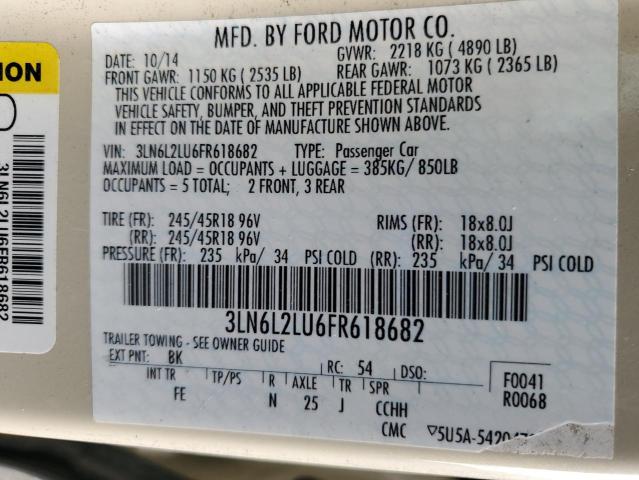 MFD. BY FORD MOTOR CO.
DATE: 10/14 GVWR: 2218 KG ( 4890 LB)
FRONT GAWR: 1150 KG ( 2535 LB) REAR GAWR: 1073 KG ( 2365 LB)
THIS VEHICLE CONFORMS TO ALL APPLICABLE FEDERAL MOTOR
VEHICLE SAFETY, BUMPER, AND THEFT PREVENTION STANDARDS
IN EFFECT ON THE DATE OF MANUFACTURE SHOWN ABOVE.
VIN: 3LN6L2LU6FR618682 TYPE: Passenger Car
MAXIMUM LOAD = OCCUPANTS + LUGGAGE = 385KG/ 850LB
OCCUPANTS = 5 TOTAL; 2 FRONT, 3 REAR
TIRE (FR): 245/45R18 96V RIMS (FR): 18x8.0J
(RR): 245/45R18 96V (RR): 18x8.0J
PRESSURE (FR): 235 kPa/ 34 PSI COLD (RR): 235 kPa/ 34 PSI COLD
3LN6L2LU6FR618682
TRAILER TOWING - SEE OWNER GUIDE
EXT PNT: BK RC: 54 DSO:
INT TR TP/PS R AXLE TR SPR F0041
FE N 25 J CCHH R0068
CMC 5U5A-5420
ION
3LN6L2LU6FR618682